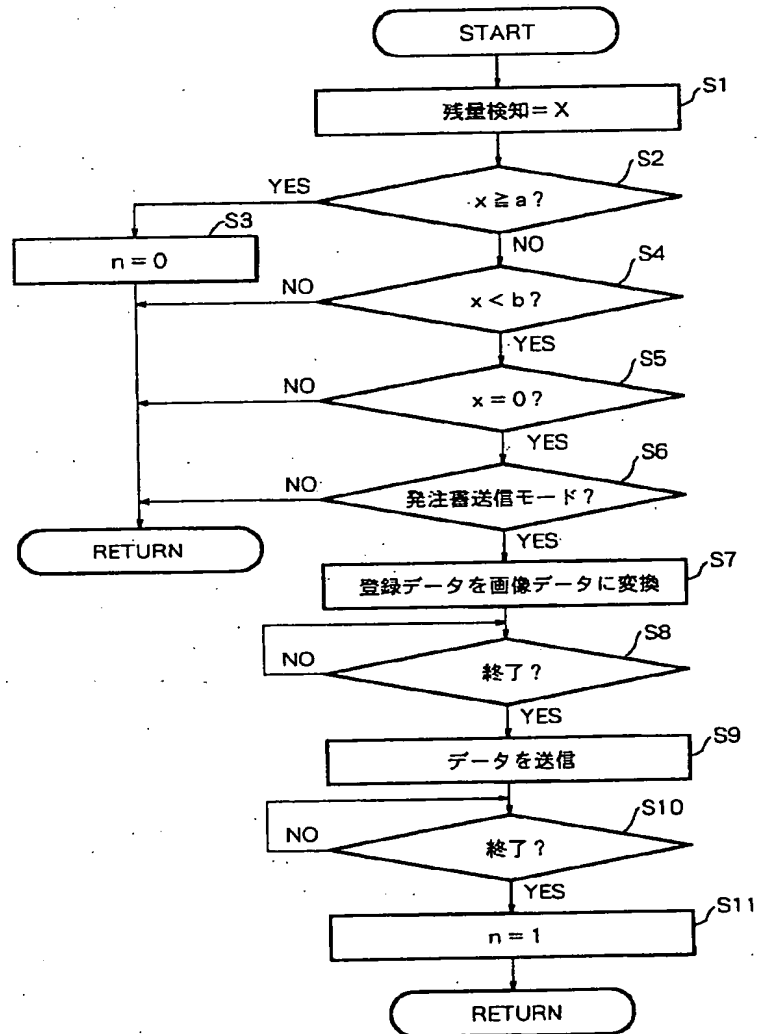 START
S1
残量検知=X
S2
YES
x≧a?
S3
NO
n=0
S4
NO
x<b?
YES
S5
NO
x=0?
YES
S6
NO
発注書送信モード?
YES
RETURN
S7
登録データを画像データに変換
S8
NO
終了?
YES
S9
データを送信
S10
NO
終了?
YES
S11
n=1
RETURN